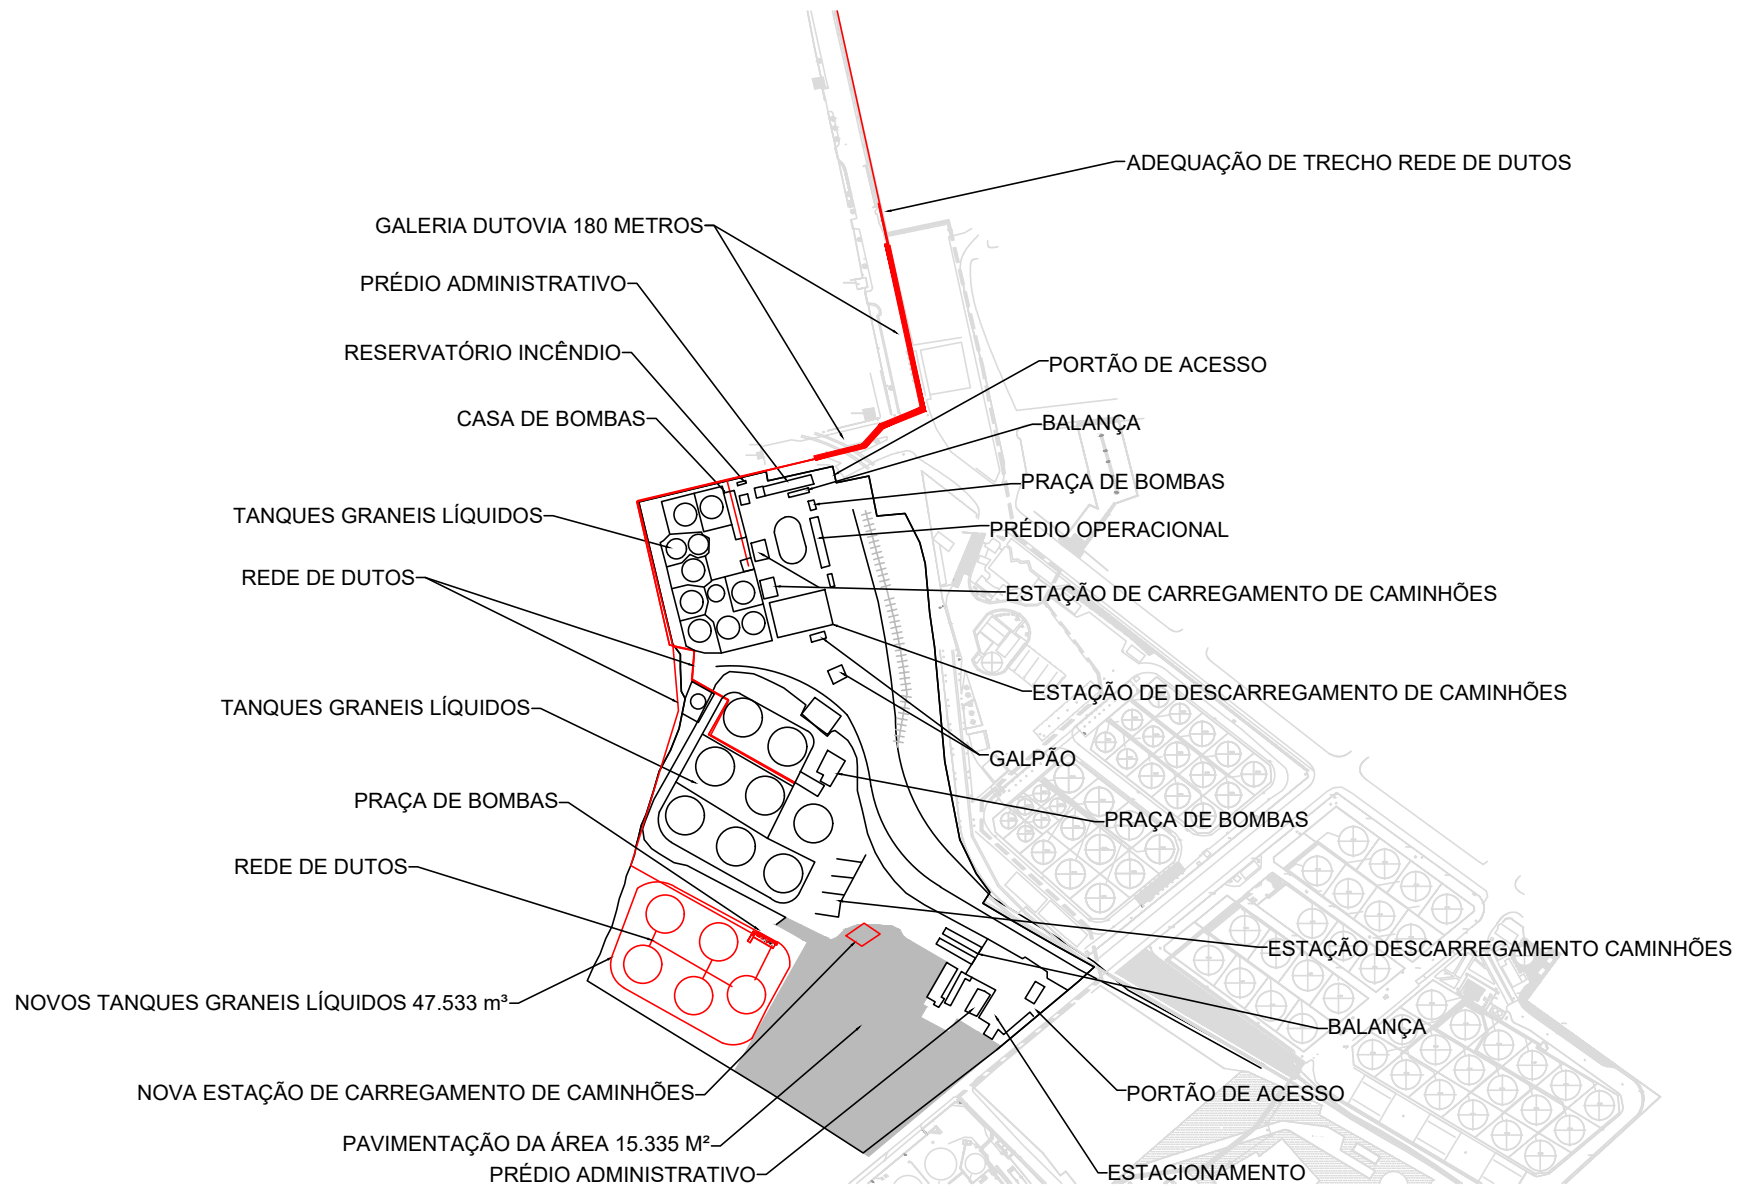 ADEQUAÇÃO DE TRECHO REDE DE DUTOS
GALERIA DUTOVIA 180 METROS
PRÉDIO ADMINISTRATIVO
RESERVATÓRIO INCÊNDIO
PORTÃO DE ACESSO
CASA DE BOMBAS
BALANÇA
PRAÇA DE BOMBAS
TANQUES GRANEIS LÍQUIDOS
PRÉDIO OPERACIONAL
REDE DE DUTOS
ESTAÇÃO DE CARREGAMENTO DE CAMINHÕES
ESTAÇÃO DE DESCARREGAMENTO DE CAMINHÕES
TANQUES GRANEIS LÍQUIDOS
GALPÃO
PRAÇA DE BOMBAS
PRAÇA DE BOMBAS
REDE DE DUTOS
ESTAÇÃO DESCARREGAMENTO CAMINHÕES
NOVOS TANQUES GRANEIS LÍQUIDOS 47.533 m³
BALANÇA
NOVA ESTAÇÃO DE CARREGAMENTO DE CAMINHÕES
PORTÃO DE ACESSO
PAVIMENTAÇÃO DA ÁREA 15.335 M²
PRÉDIO ADMINISTRATIVO
ESTACIONAMENTO